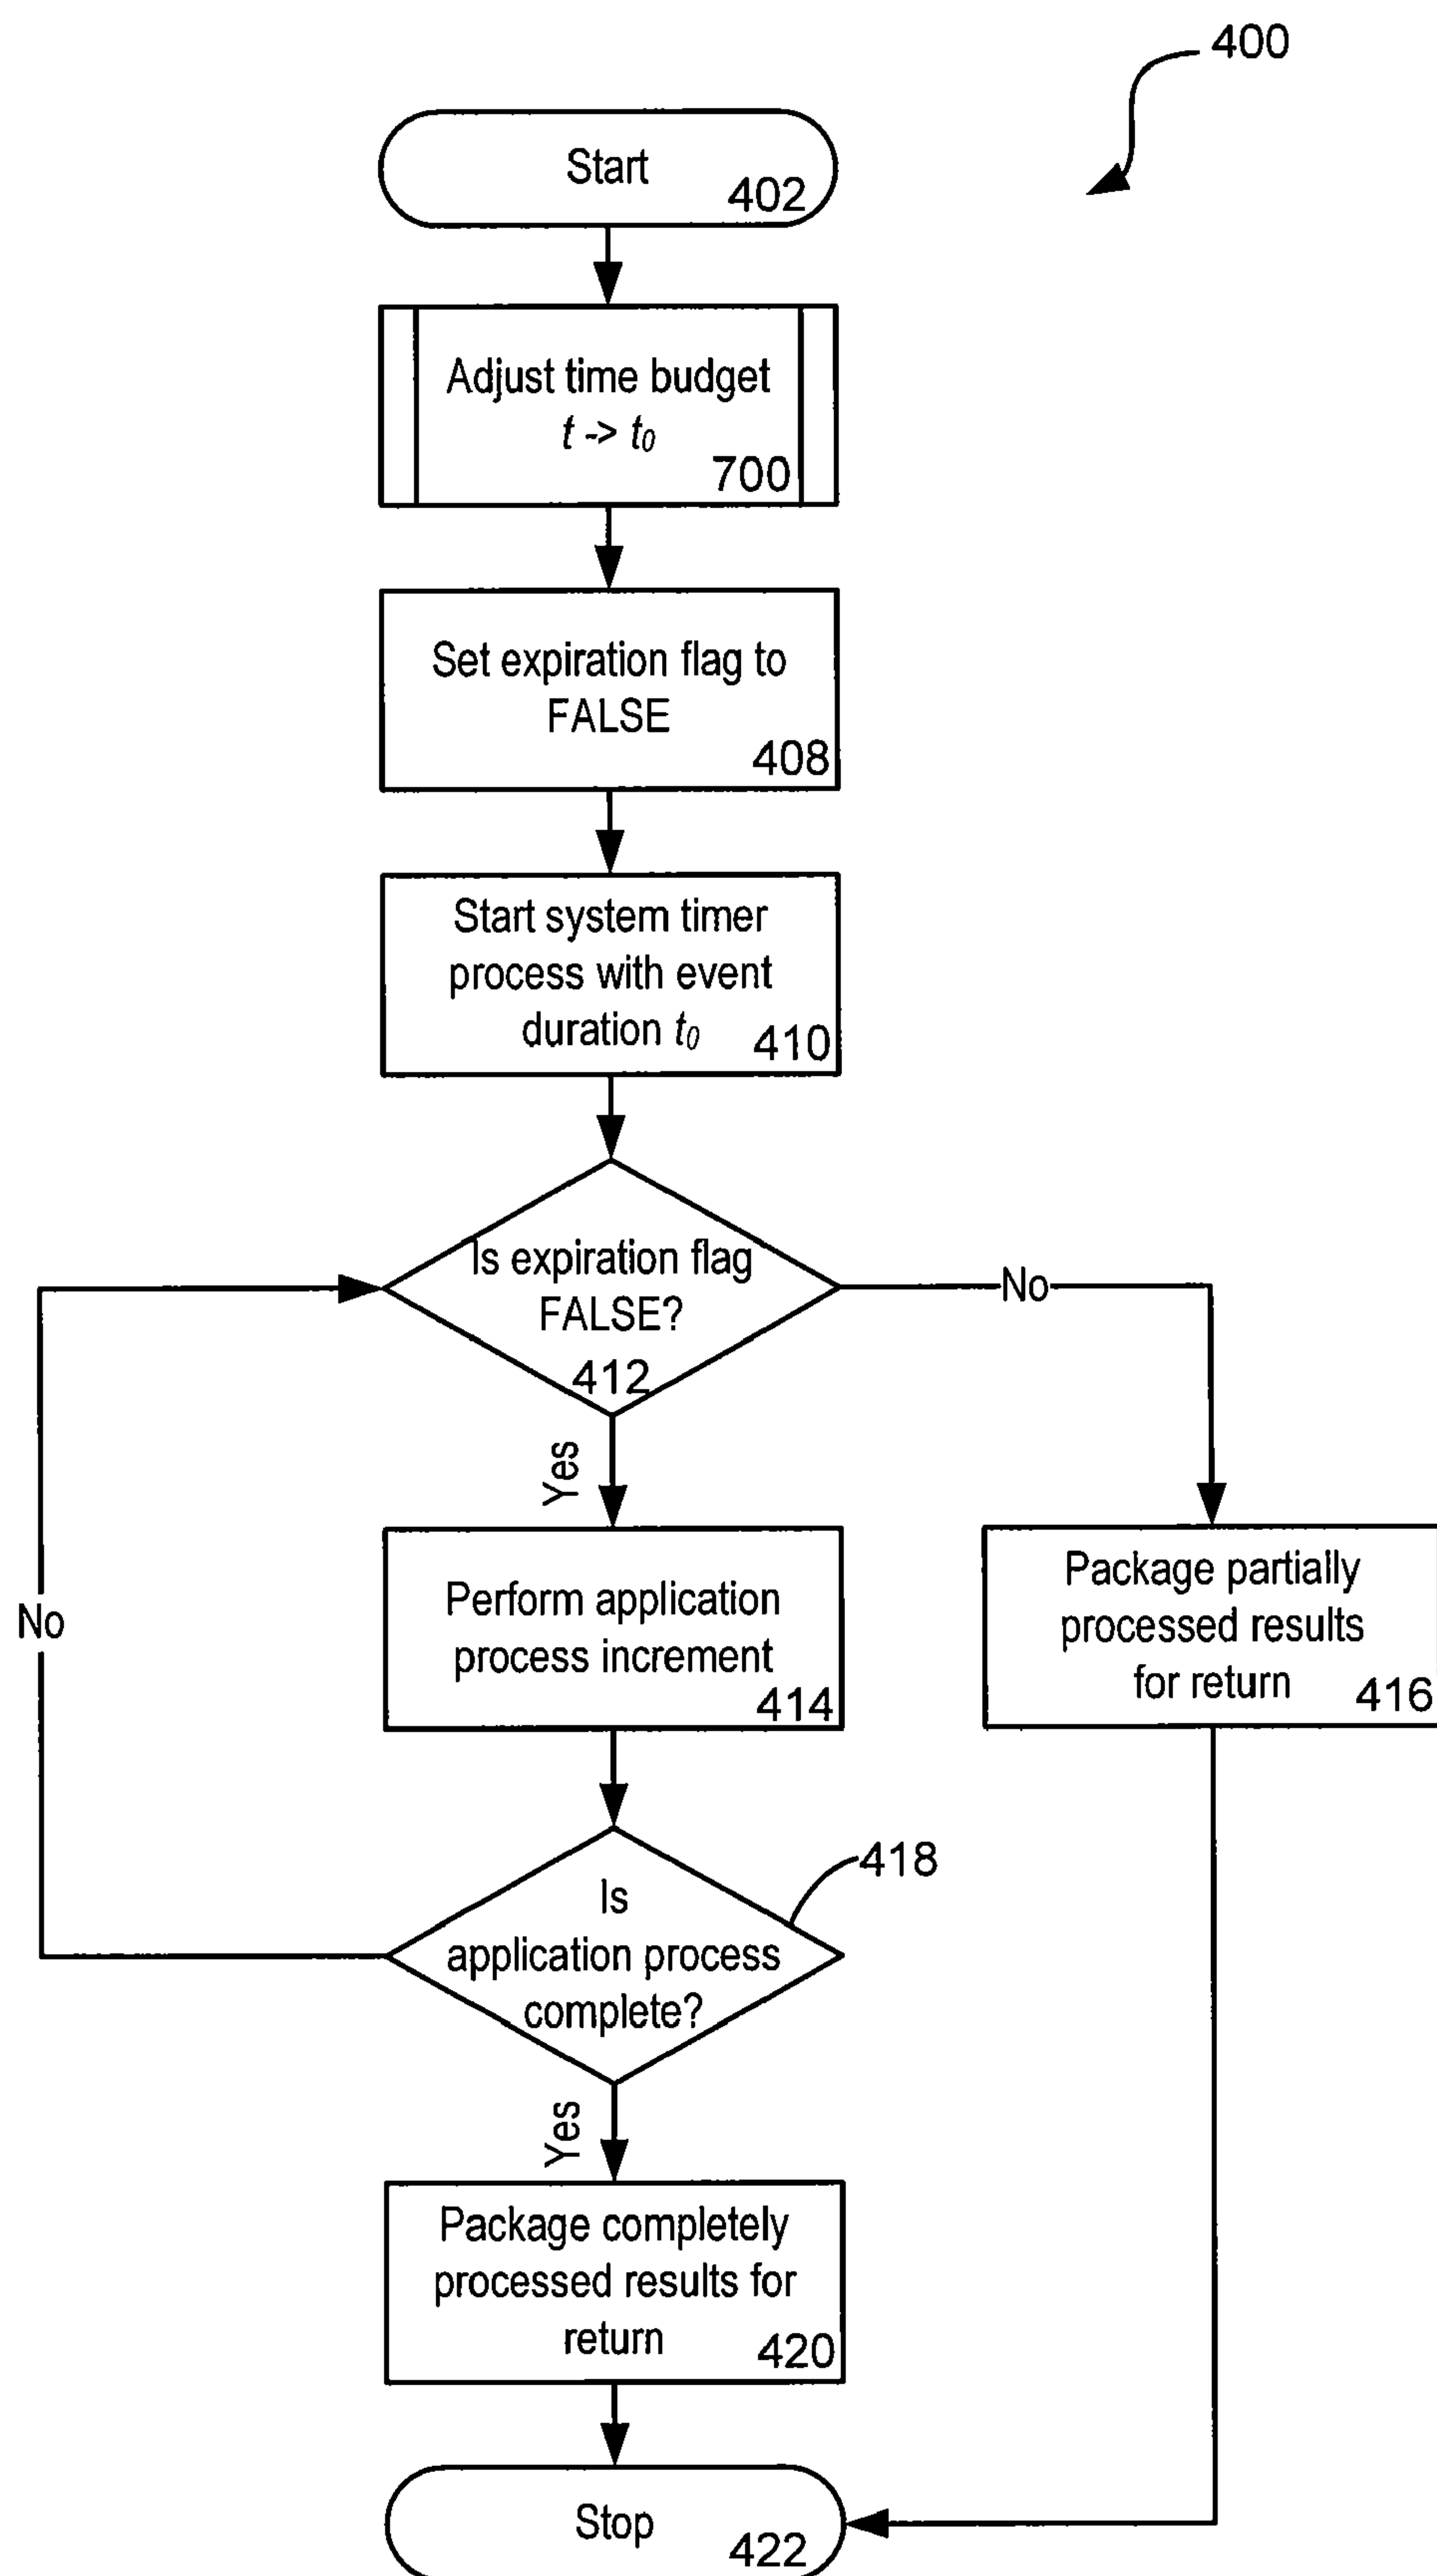 400
Start
402
Adjust time budget
t -> t0
700
Set expiration flag to
FALSE
408
Start system timer
process with event
duration t0
410
Is expiration flag
FALSE?
412
No
Yes
Perform application
process increment
414
Package partially
processed results
for return
416
No
418
Is
application process
complete?
Yes
Package completely
processed results for
return
420
Stop
422